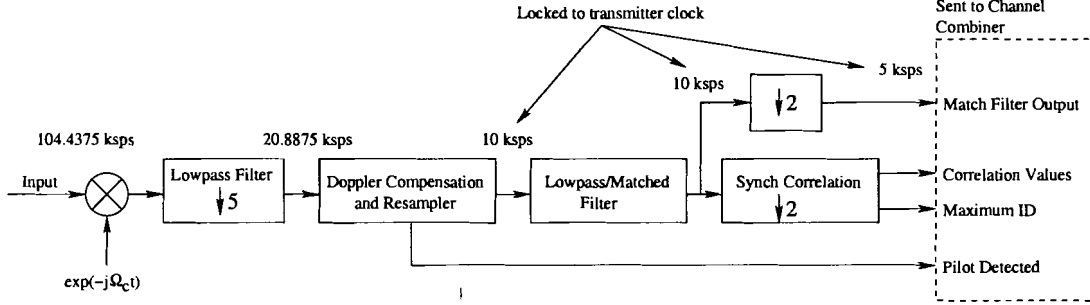 Sent to Channel
Combiner
Locked to transmitter clock
5 ksps
10 ksps
↓2
Match Filter Output
104.4375 ksps
20.8875 ksps
10 ksps
Input
Lowpass Filter
↓5
Doppler Compensation
and Resampler
Lowpass/Matched
Filter
Synch Correlation
↓2
Correlation Values
Maximum ID
Pilot Detected
exp(-jΩct)